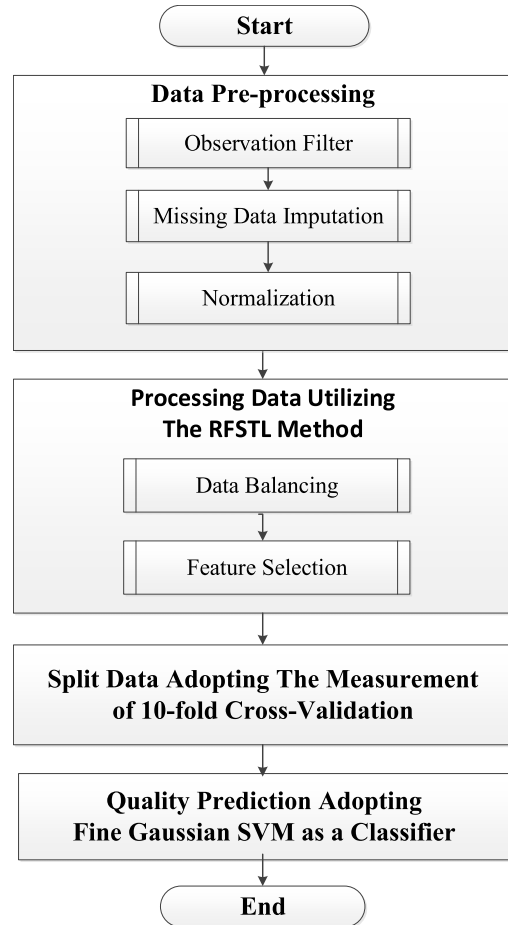 Start
Data Pre-processing
Observation Filter
Missing Data Imputation
Normalization
Processing Data Utilizing
The RFSTL Method
Data Balancing
Feature Selection
Split Data Adopting The Measurement
of 10-fold Cross-Validation
Quality Prediction Adopting
Fine Gaussian SVM as a Classifier
End